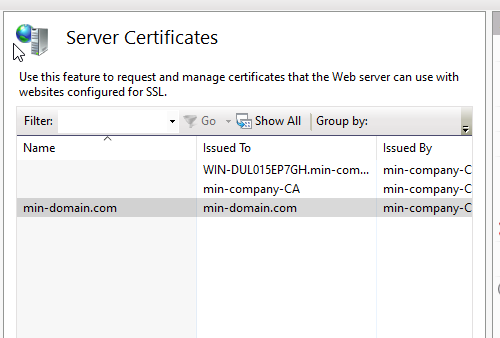 Server Certificates
Use this feature to request and manage certificates that the Web server can use with
websites configured for SSL.
Filter: Go Show All Group by:
Name Issued To Issued By
WIN-DUL015EP7GH.min-com... min-company-C
min-company-CA min-company-C
min-domain.com min-domain.com min-company-C